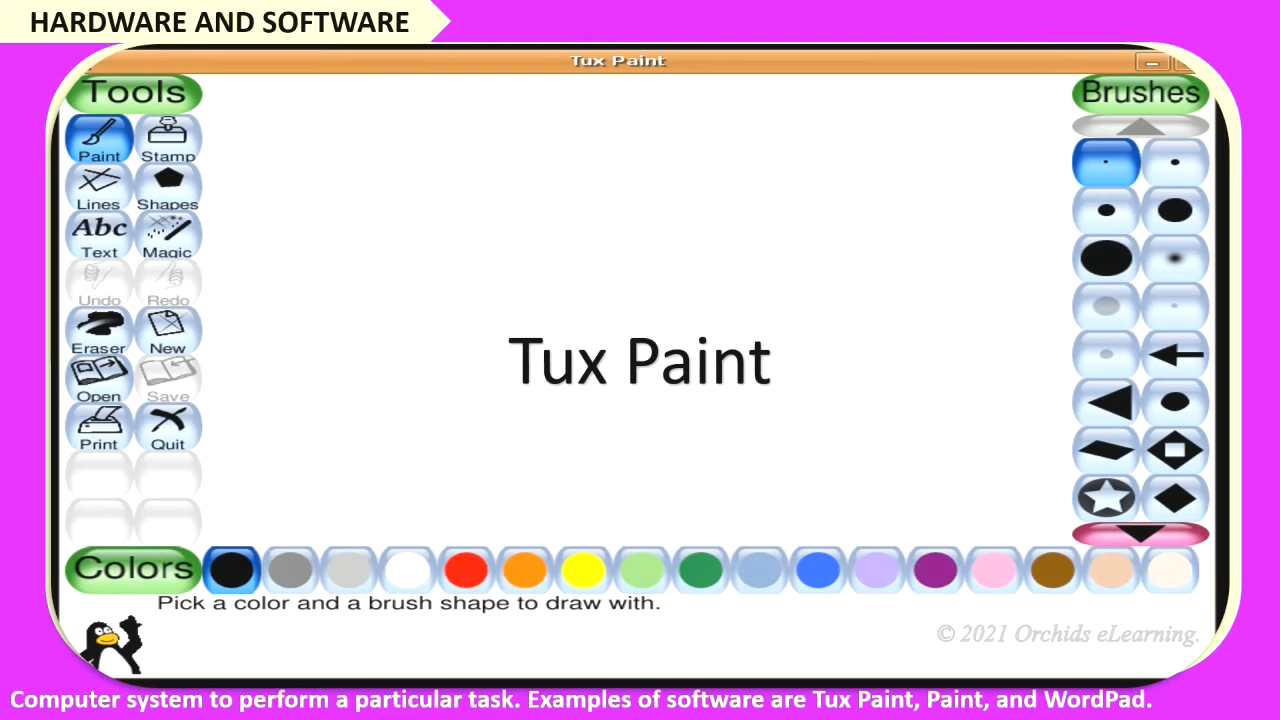 HARDWARE AND SOFTWARE
Tux Paint
Tools
Brushes
Paint Stamp
Lines Shapes
Abc
Text Magic
Undo Redo
Eraser New
Open Save
Print Quit
Tux Paint
Colors
Pick a color and a brush shape to draw with.
© 2021 Orchids eLearning.
Computer system to perform a particular task. Examples of software are Tux Paint, Paint, and WordPad.